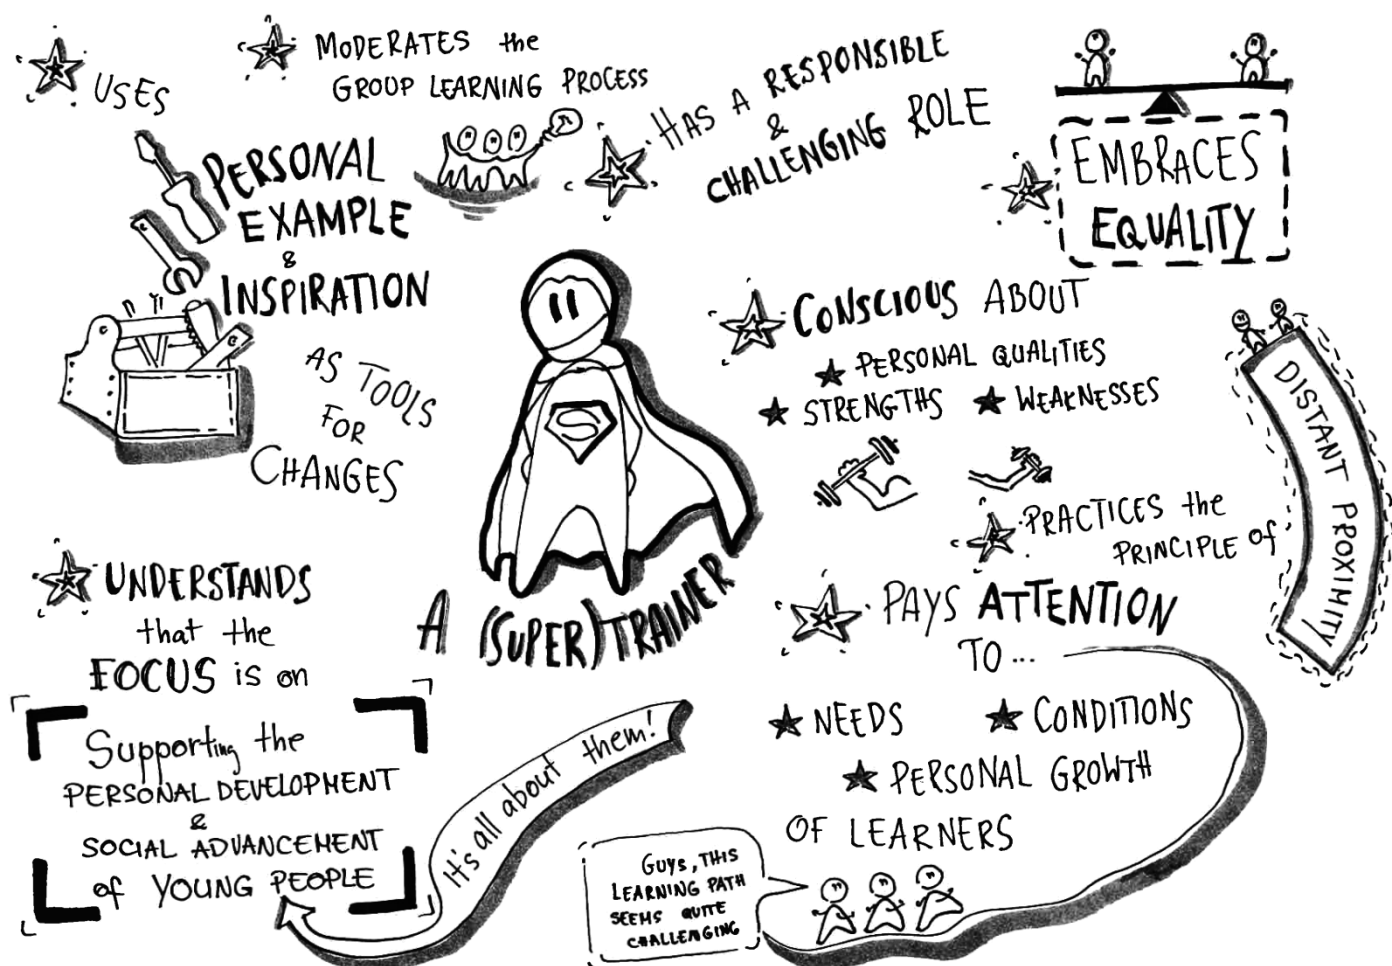 USES
PERSONAL
EXAMPLE
&
INSPIRATION
AS TOOLS
FOR
CHANGES
MODERATES the
GROUP LEARNING PROCESS
HAS A RESPONSIBLE
&
CHALLENGING ROLE
EMBRACES
EQUALITY
CONSCIOUS ABOUT
PERSONAL QUALITIES
STRENGTHS WEAKNESSES
PRACTICES the
PRINCIPLE of
DISTANT PROXIMITY
S
A (SUPER)TRAINER
PAYS ATTENTION
TO...
NEEDS CONDITIONS
PERSONAL GROWTH
OF LEARNERS
GUYS, THIS
LEARNING PATH
SEEMS QUITE
CHALLENGING
UNDERSTANDS
that the
FOCUS is on
Supporting the
PERSONAL DEVELOPMENT
&
SOCIAL ADVANCEMENT
of YOUNG PEOPLE
It's all about them!